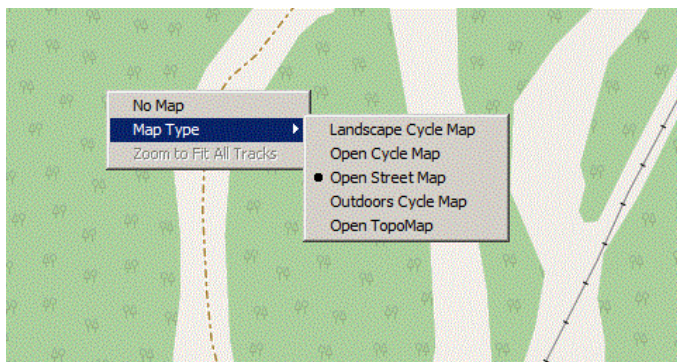 No Map
Map Type
Zoom to Fit All Tracks
Landscape Cycle Map
Open Cycle Map
Open Street Map
Outdoors Cycle Map
Open TopoMap